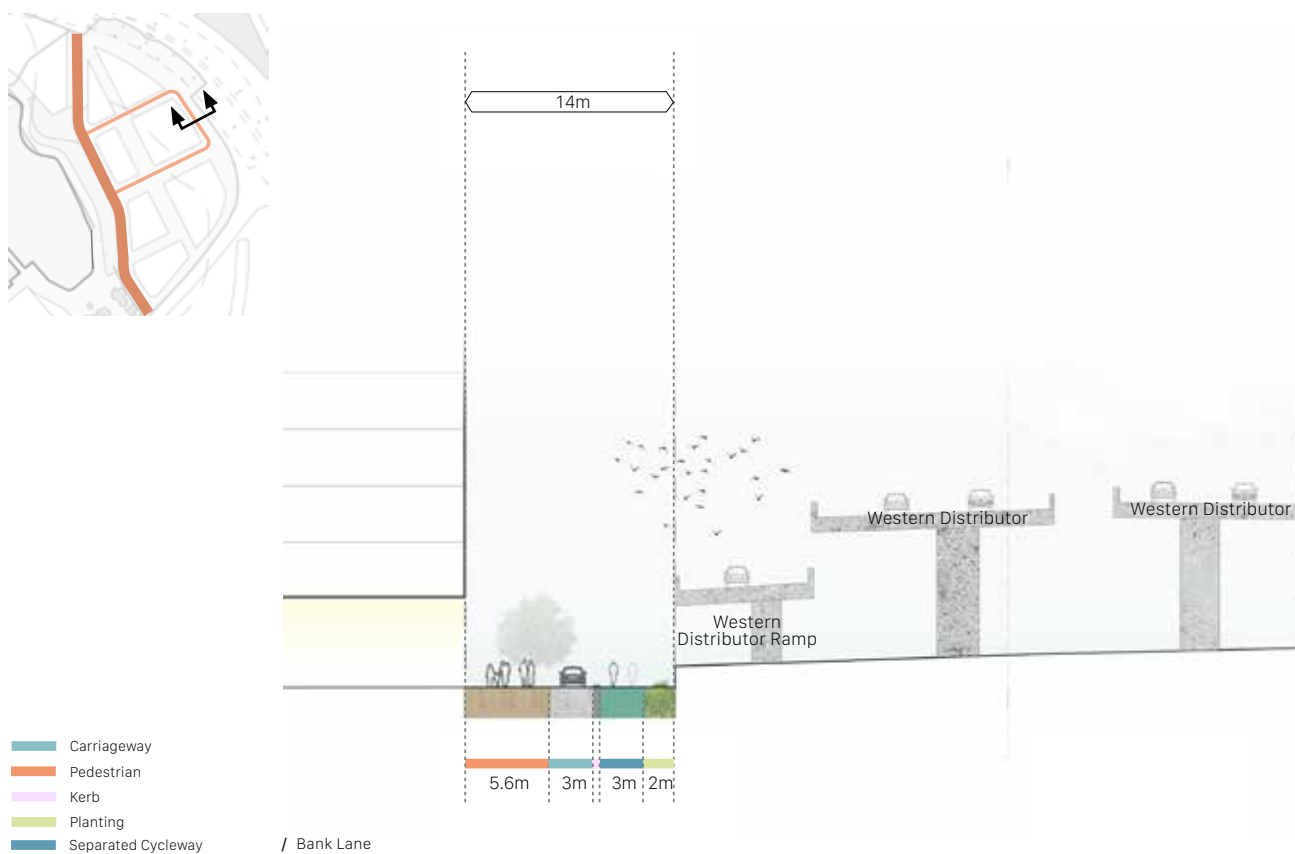 14m
Western Distributor
Western Distributor
Western
Distributor Ramp
5.6m
3m
3m
2m
Carriageway
Pedestrian
Kerb
Planting
Separated Cycleway
/ Bank Lane